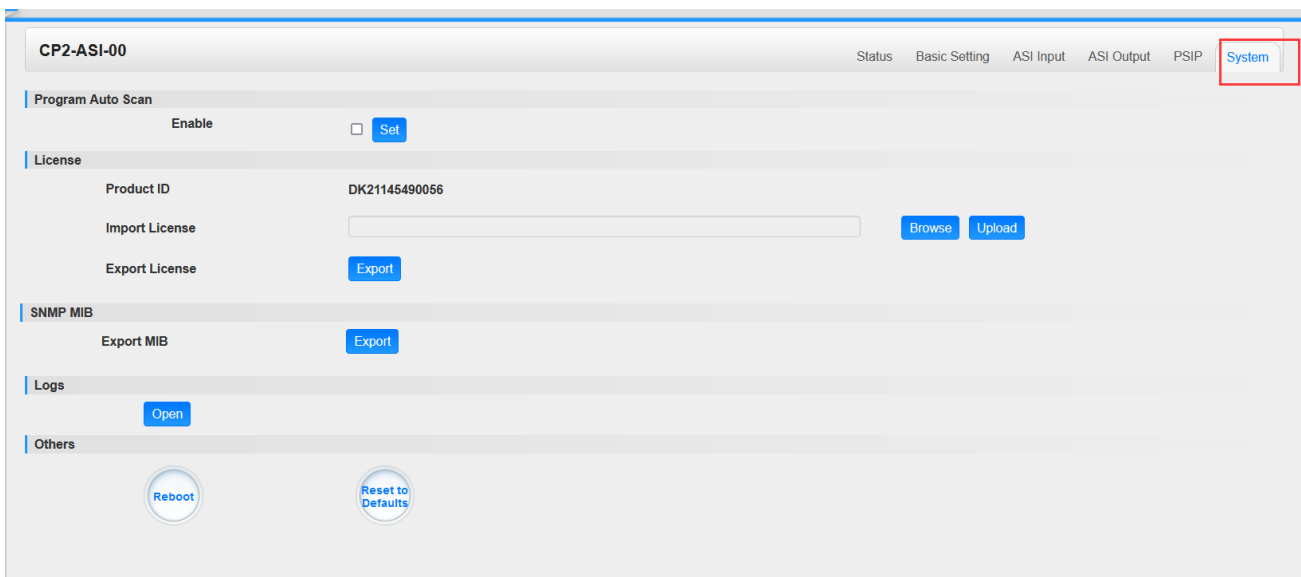 CP2-ASI-00
Status Basic Setting ASI Input ASI Output PSIP System
Program Auto Scan
Enable Set
License
Product ID DK21145490056
Import License Browse Upload
Export License Export
SNMP MIB
Export MIB Export
Logs
Open
Others
Reboot
Reset to
Defaults